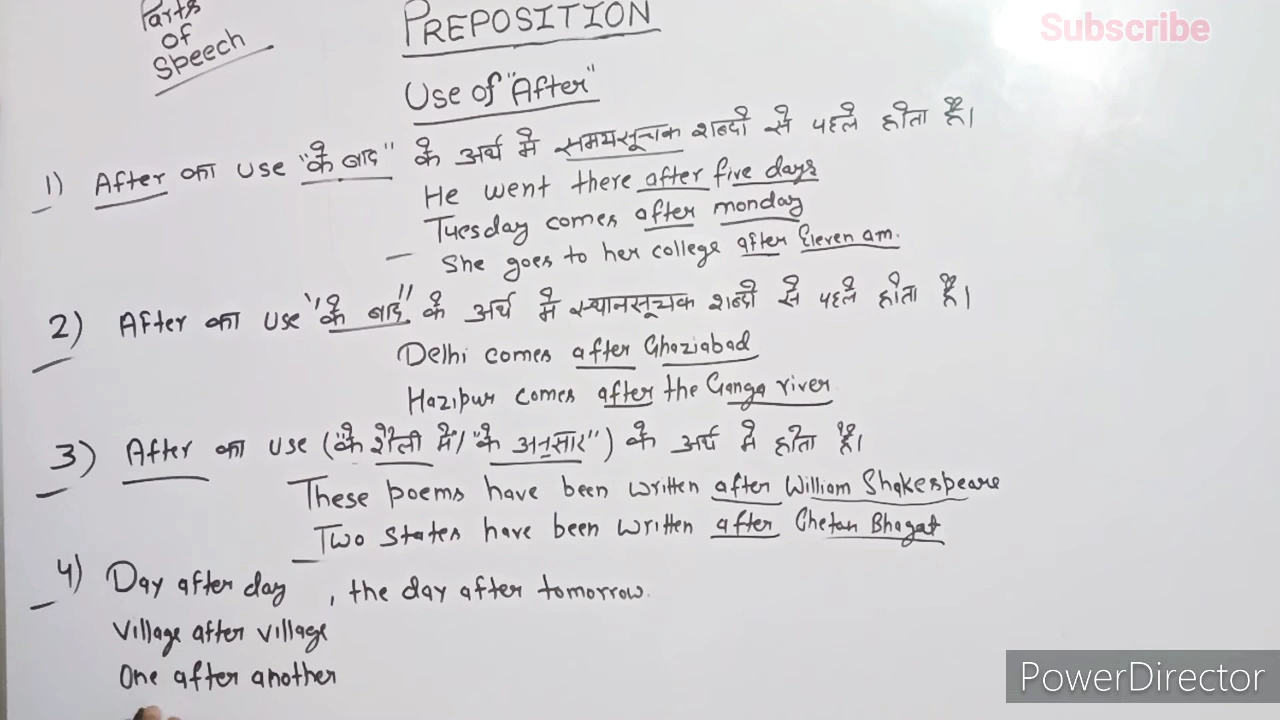 Parts
of
Speech
PREPOSITION
Subscribe
Use of "After"
1) After का use "के बाद" के अर्थ में समयसूचक शब्दों से पहले होता है।
He went there after five days
Tuesday comes after monday
She goes to her college after Eleven am.
2) After का use "के बाद" के अर्थ में स्थानसूचक शब्दों से पहले होता है।
Delhi comes after Ghaziabad
Hazipur comes after the Ganga river
3) After का use ("के शैली में"/"के अनुसार") के अर्थ में होता है।
These poems have been written after William Shakespeare
Two states have been written after Chetan Bhagat
4) Day after day , the day after tomorrow.
Village after village
One after another
PowerDirector